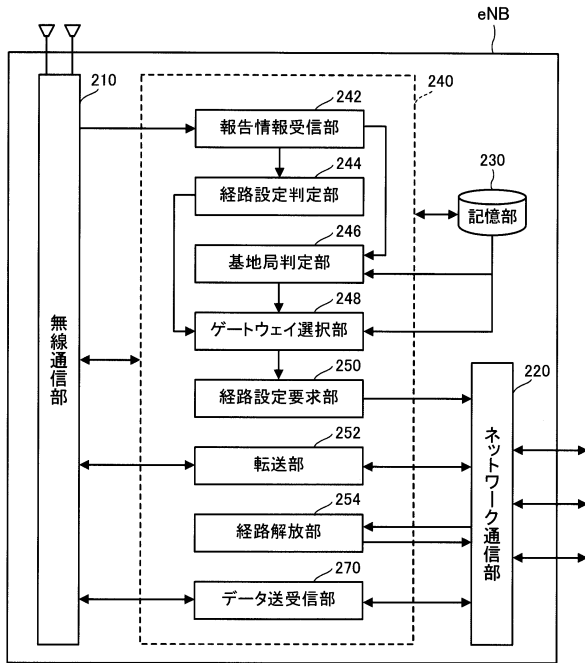 eNB
210
240
242
報告情報受信部
244
経路設定判定部
230
記憶部
246
基地局判定部
248
ゲートウェイ選択部
無線通信部
250
経路設定要求部
220
ネットワーク通信部
252
転送部
254
経路解放部
270
データ送受信部